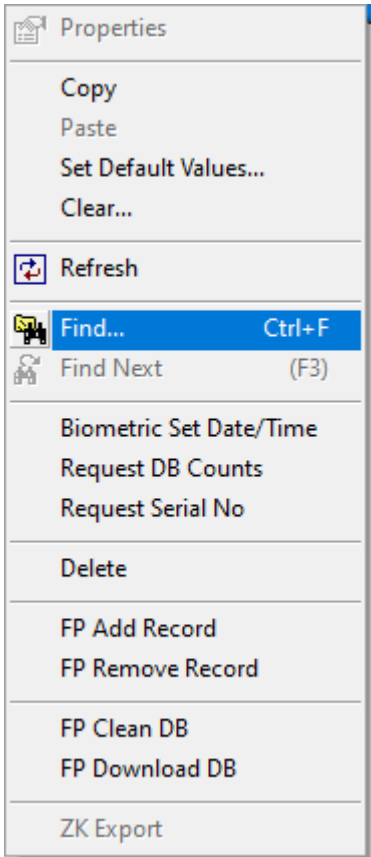 Properties
Copy
Paste
Set Default Values...
Clear...
Refresh
Find... Ctrl+F
Find Next (F3)
Biometric Set Date/Time
Request DB Counts
Request Serial No
Delete
FP Add Record
FP Remove Record
FP Clean DB
FP Download DB
ZK Export